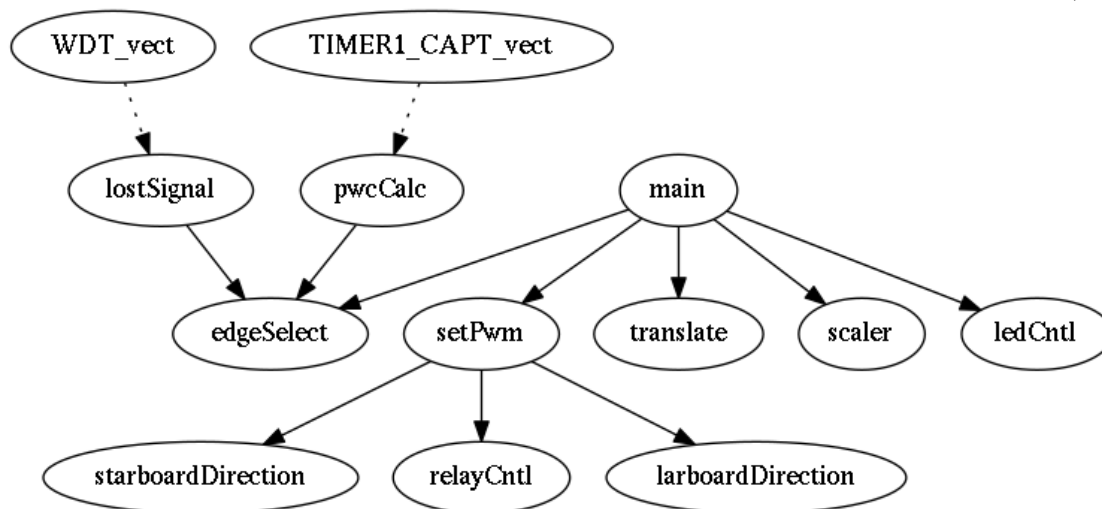 WDT_vect
TIMER1_CAPT_vect
lostSignal
pwcCalc
main
edgeSelect
setPwm
translate
scaler
ledCntl
starboardDirection
relayCntl
larboardDirection